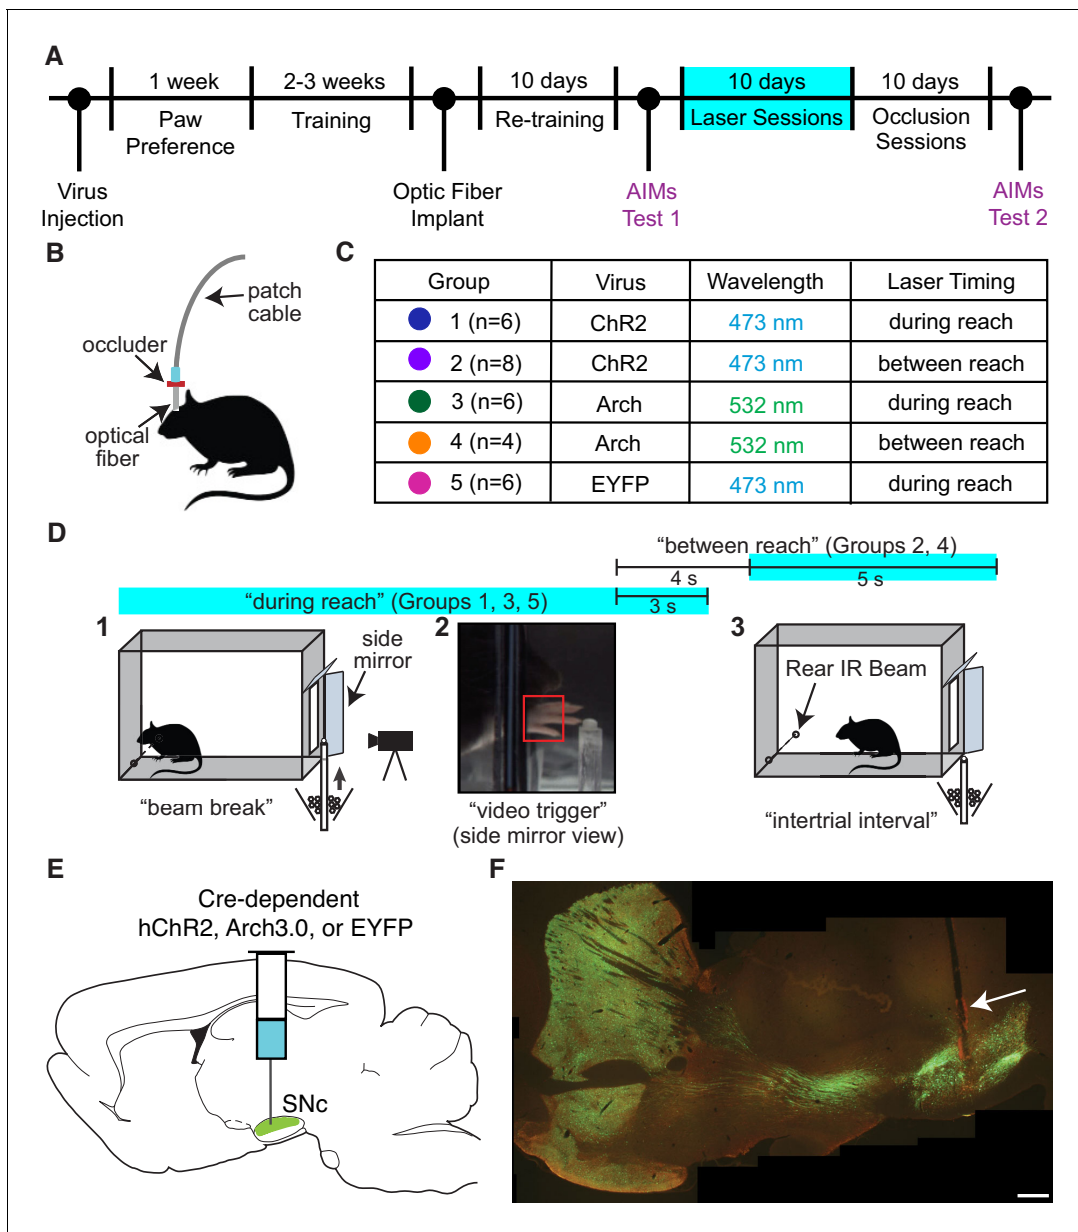 A
1 week
2-3 weeks
10 days
10 days
10 days
Paw
Preference
Training
Re-training
Laser Sessions
Occlusion
Sessions
Virus
Injection
Optic Fiber
Implant
AIMs
Test 1
AIMs
Test 2
B
patch
cable
occluder
optical
fiber
C
Group Virus Wavelength Laser Timing
1 (n=6) ChR2 473 nm during reach
2 (n=8) ChR2 473 nm between reach
3 (n=6) Arch 532 nm during reach
4 (n=4) Arch 532 nm between reach
5 (n=6) EYFP 473 nm during reach
D
“between reach” (Groups 2, 4)
4 s
5 s
“during reach” (Groups 1, 3, 5)
3 s
1
side
mirror
“beam break”
2
“video trigger”
(side mirror view)
3
Rear IR Beam
“intertrial interval”
E
Cre-dependent
hChR2, Arch3.0, or EYFP
SNc
F